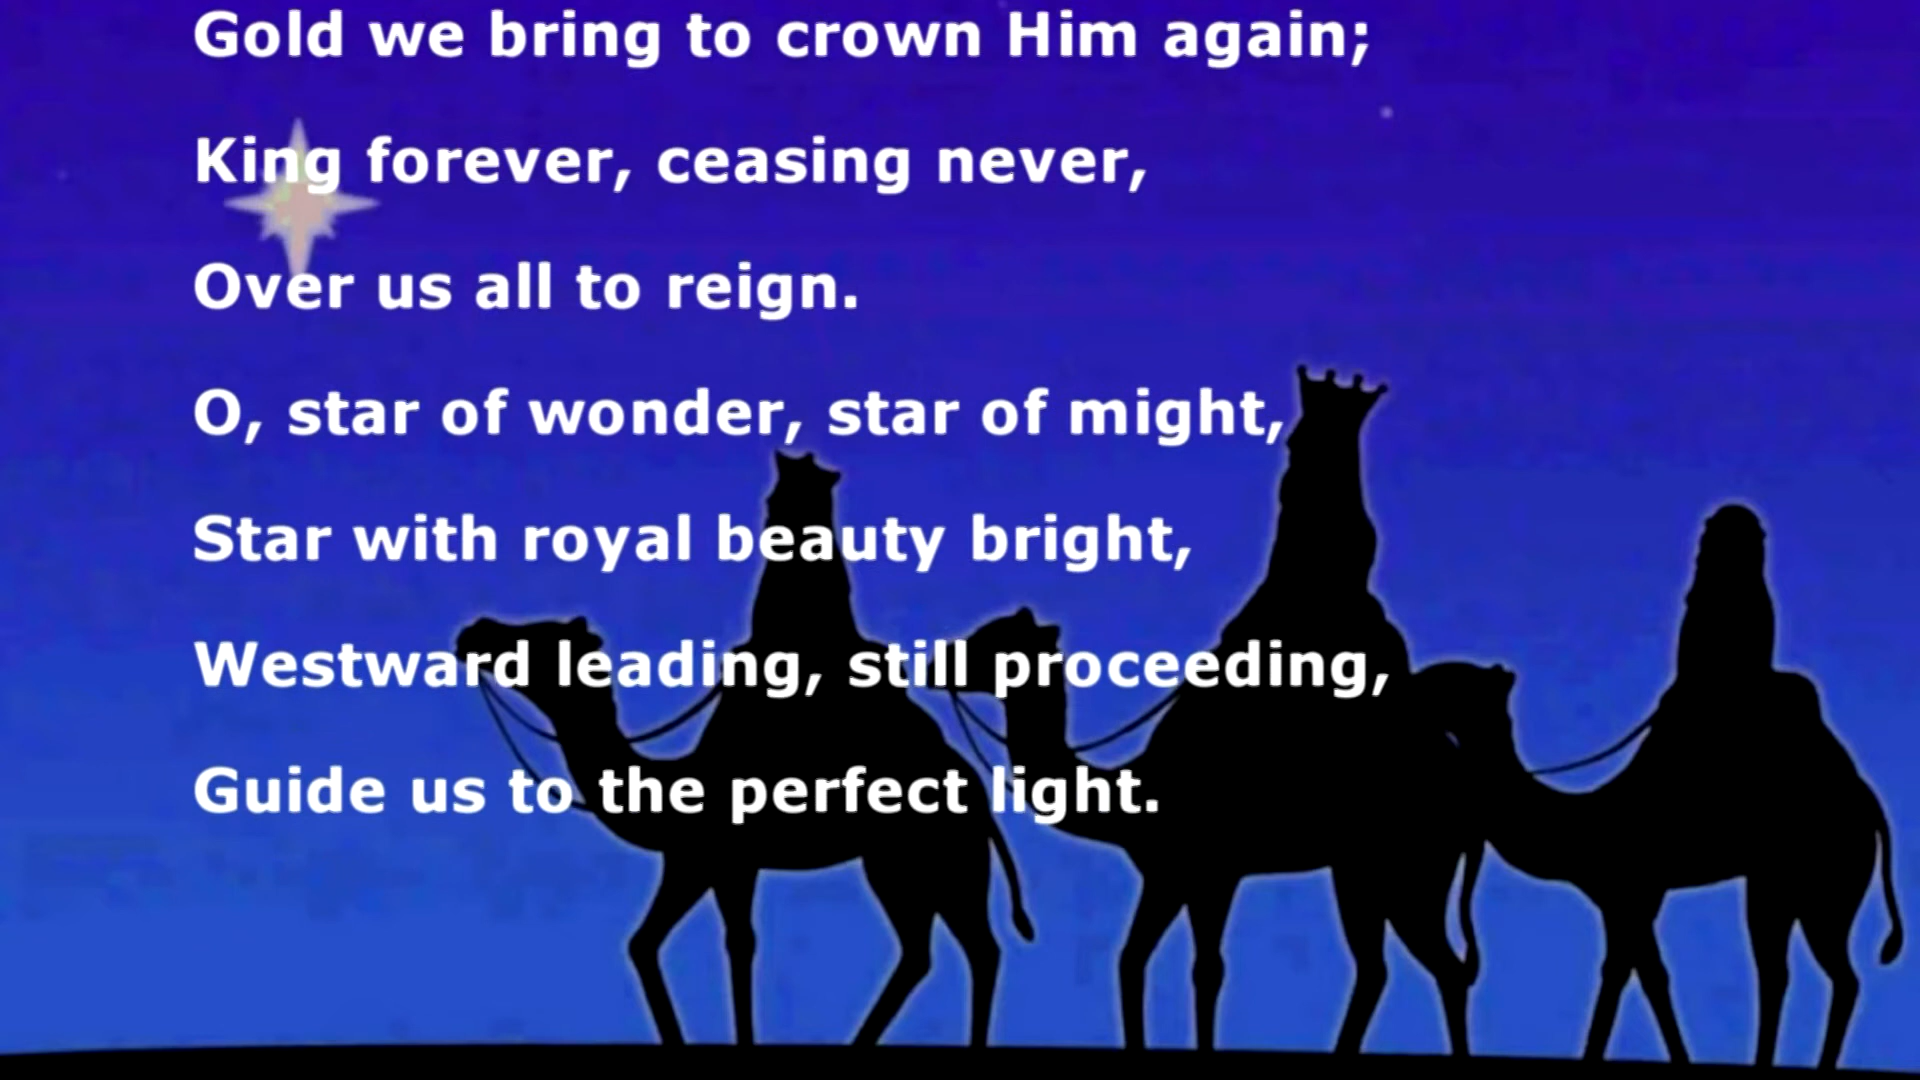 Gold we bring to crown Him again;
King forever, ceasing never,
Over us all to reign.
O, star of wonder, star of might,
Star with royal beauty bright,
Westward leading, still proceeding,
Guide us to the perfect light.